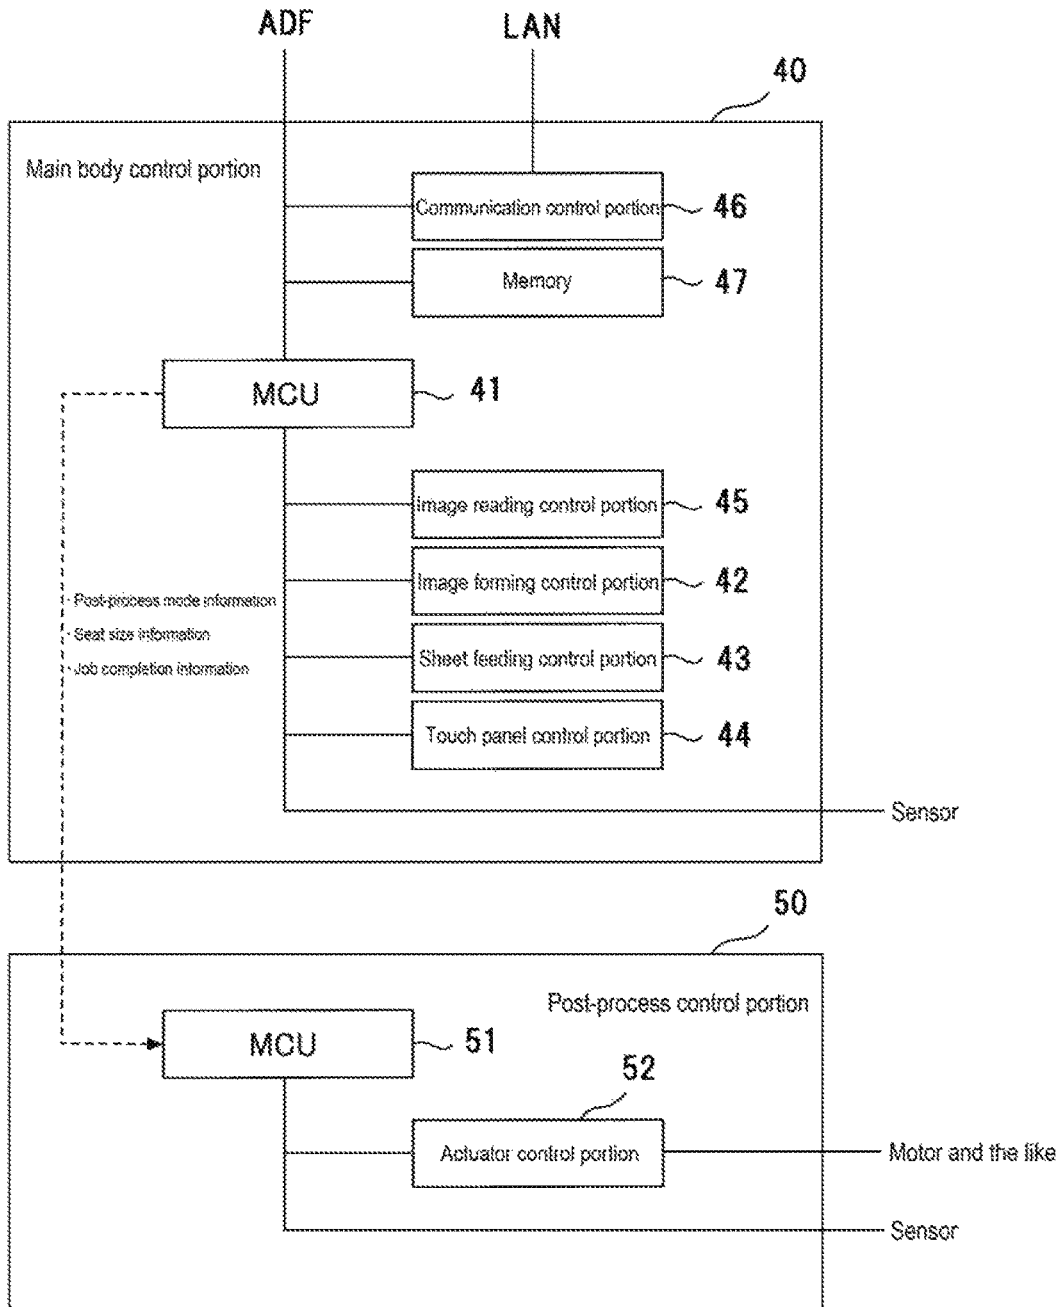 ADF
LAN
40
Main body control portion
Communication control portion
46
Memory
47
MCU
41
Image reading control portion
45
Image forming control portion
42
· Post-process mode information
· Seat size information
Sheet feeding control portion
43
· Job completion information
Touch panel control portion
44
Sensor
50
Post-process control portion
MCU
51
52
Actuator control portion
Motor and the like
Sensor